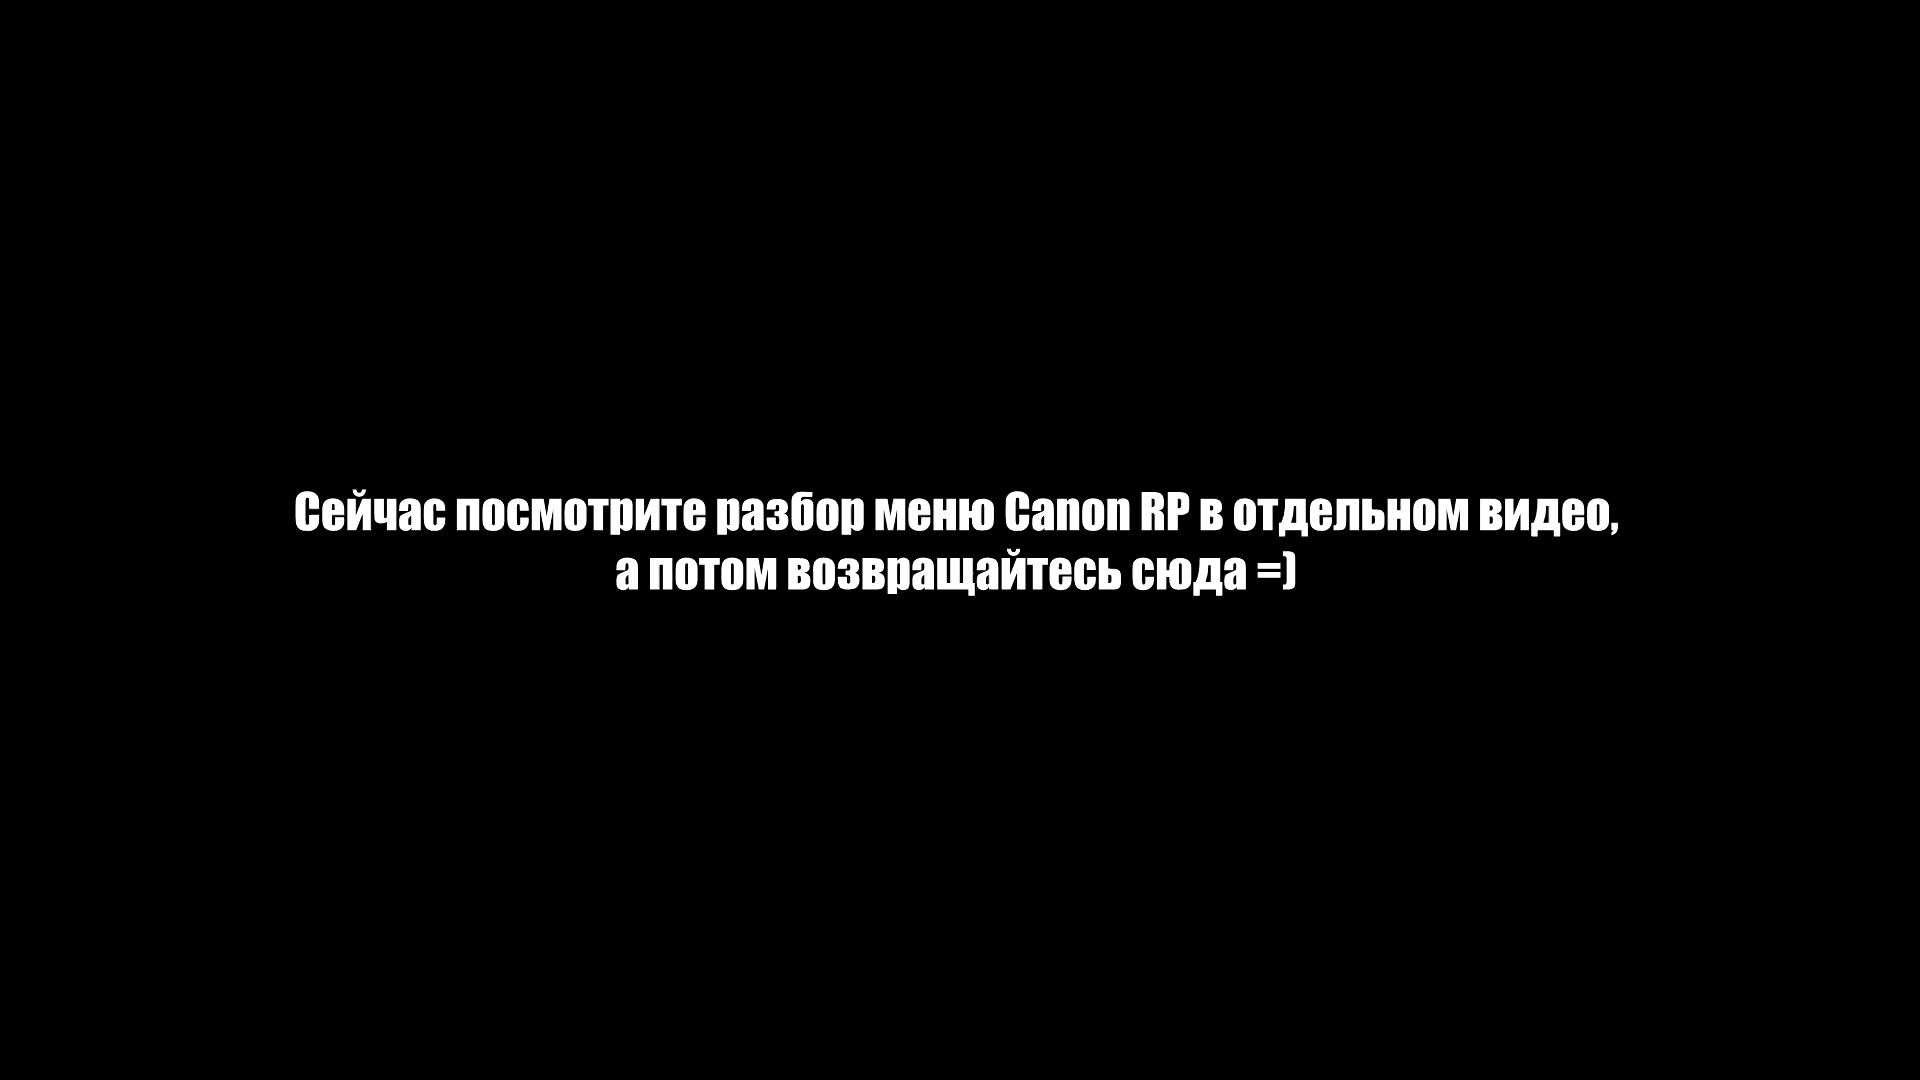 Сейчас посмотрите разбор меню Canon RP в отдельном видео,
а потом возвращайтесь сюда =)